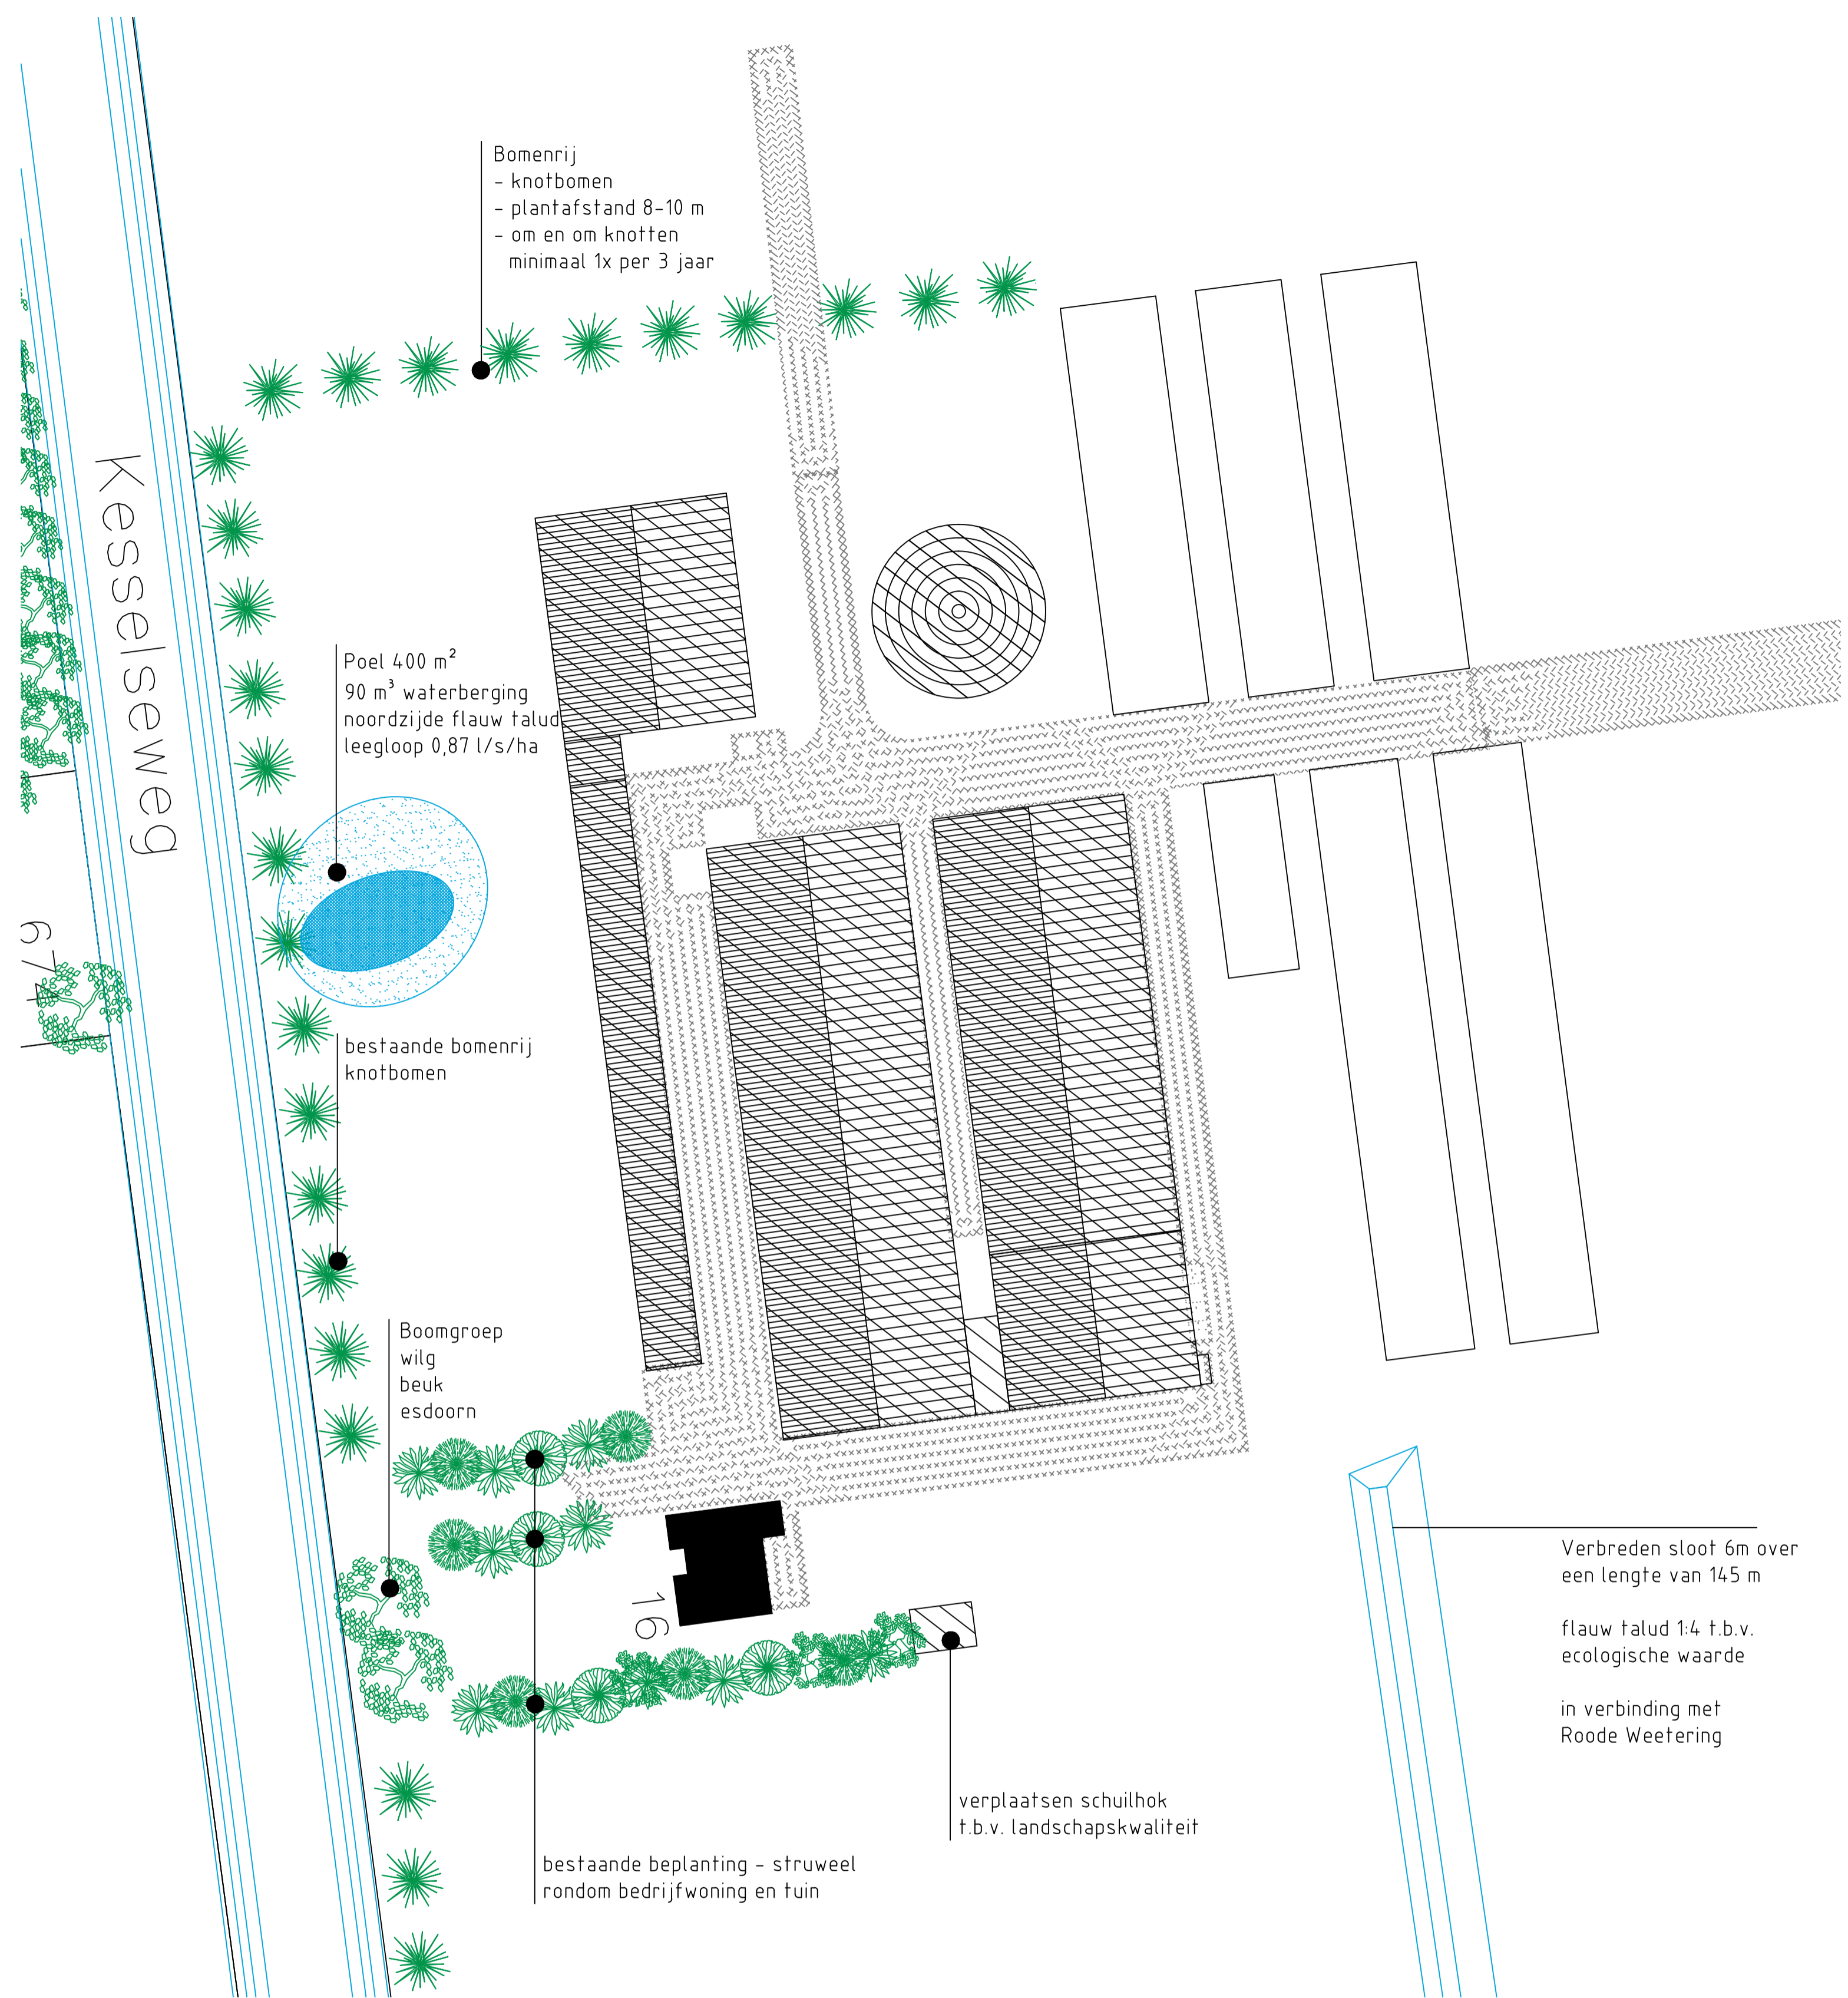 Bomenrij
- knotbomen
- plantafstand 8-10 m
- om en om knotten
minimaal 1x per 3 jaar
Kesselseweg
Poel 400 m²
90 m³ waterberging
noordzijde flauw talud
leegloop 0,87 l/s/ha
67A
bestaande bomenrij
knotbomen
Boomgroep
wilg
beuk
esdoorn
16
Verbreden sloot 6m over
een lengte van 145 m
flauw talud 1:4 t.b.v.
ecologische waarde
in verbinding met
Roode Weetering
verplaatsen schuilhok
t.b.v. landschapskwaliteit
bestaande beplanting - struweel
rondom bedrijfwoning en tuin